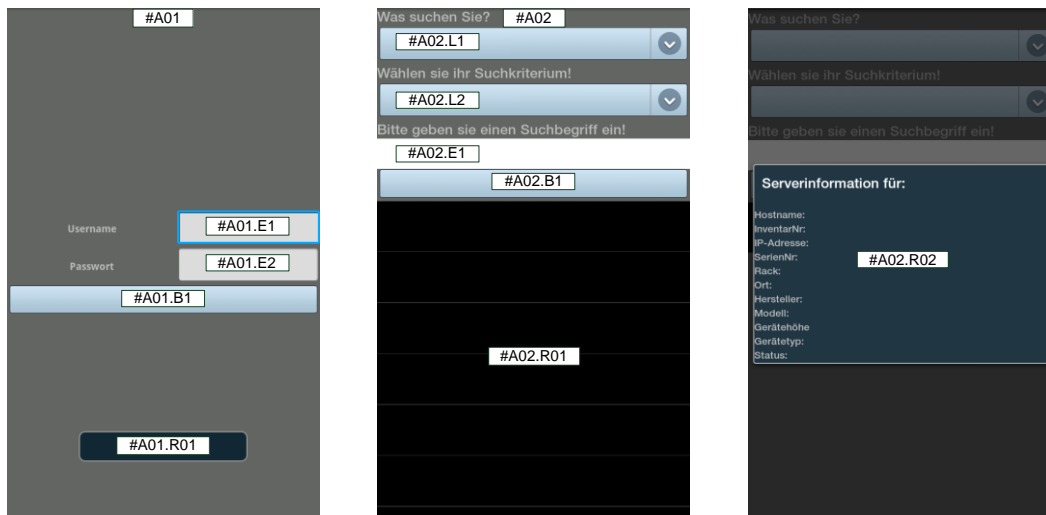 #A01
Username
#A01.E1
Passwort
#A01.E2
#A01.B1
#A01.R01
Was suchen Sie?
#A02
#A02.L1
Wählen sie ihr Suchkriterium!
#A02.L2
Bitte geben sie einen Suchbegriff ein!
#A02.E1
#A02.B1
#A02.R01
Was suchen Sie?
Wählen sie ihr Suchkriterium!
Bitte geben sie einen Suchbegriff ein!
Serverinformation für:
Hostname:
InventarNr:
IP-Adresse:
SerienNr:
#A02.R02
Rack:
Ort:
Hersteller:
Modell:
Gerätehöhe
Gerätetyp:
Status: